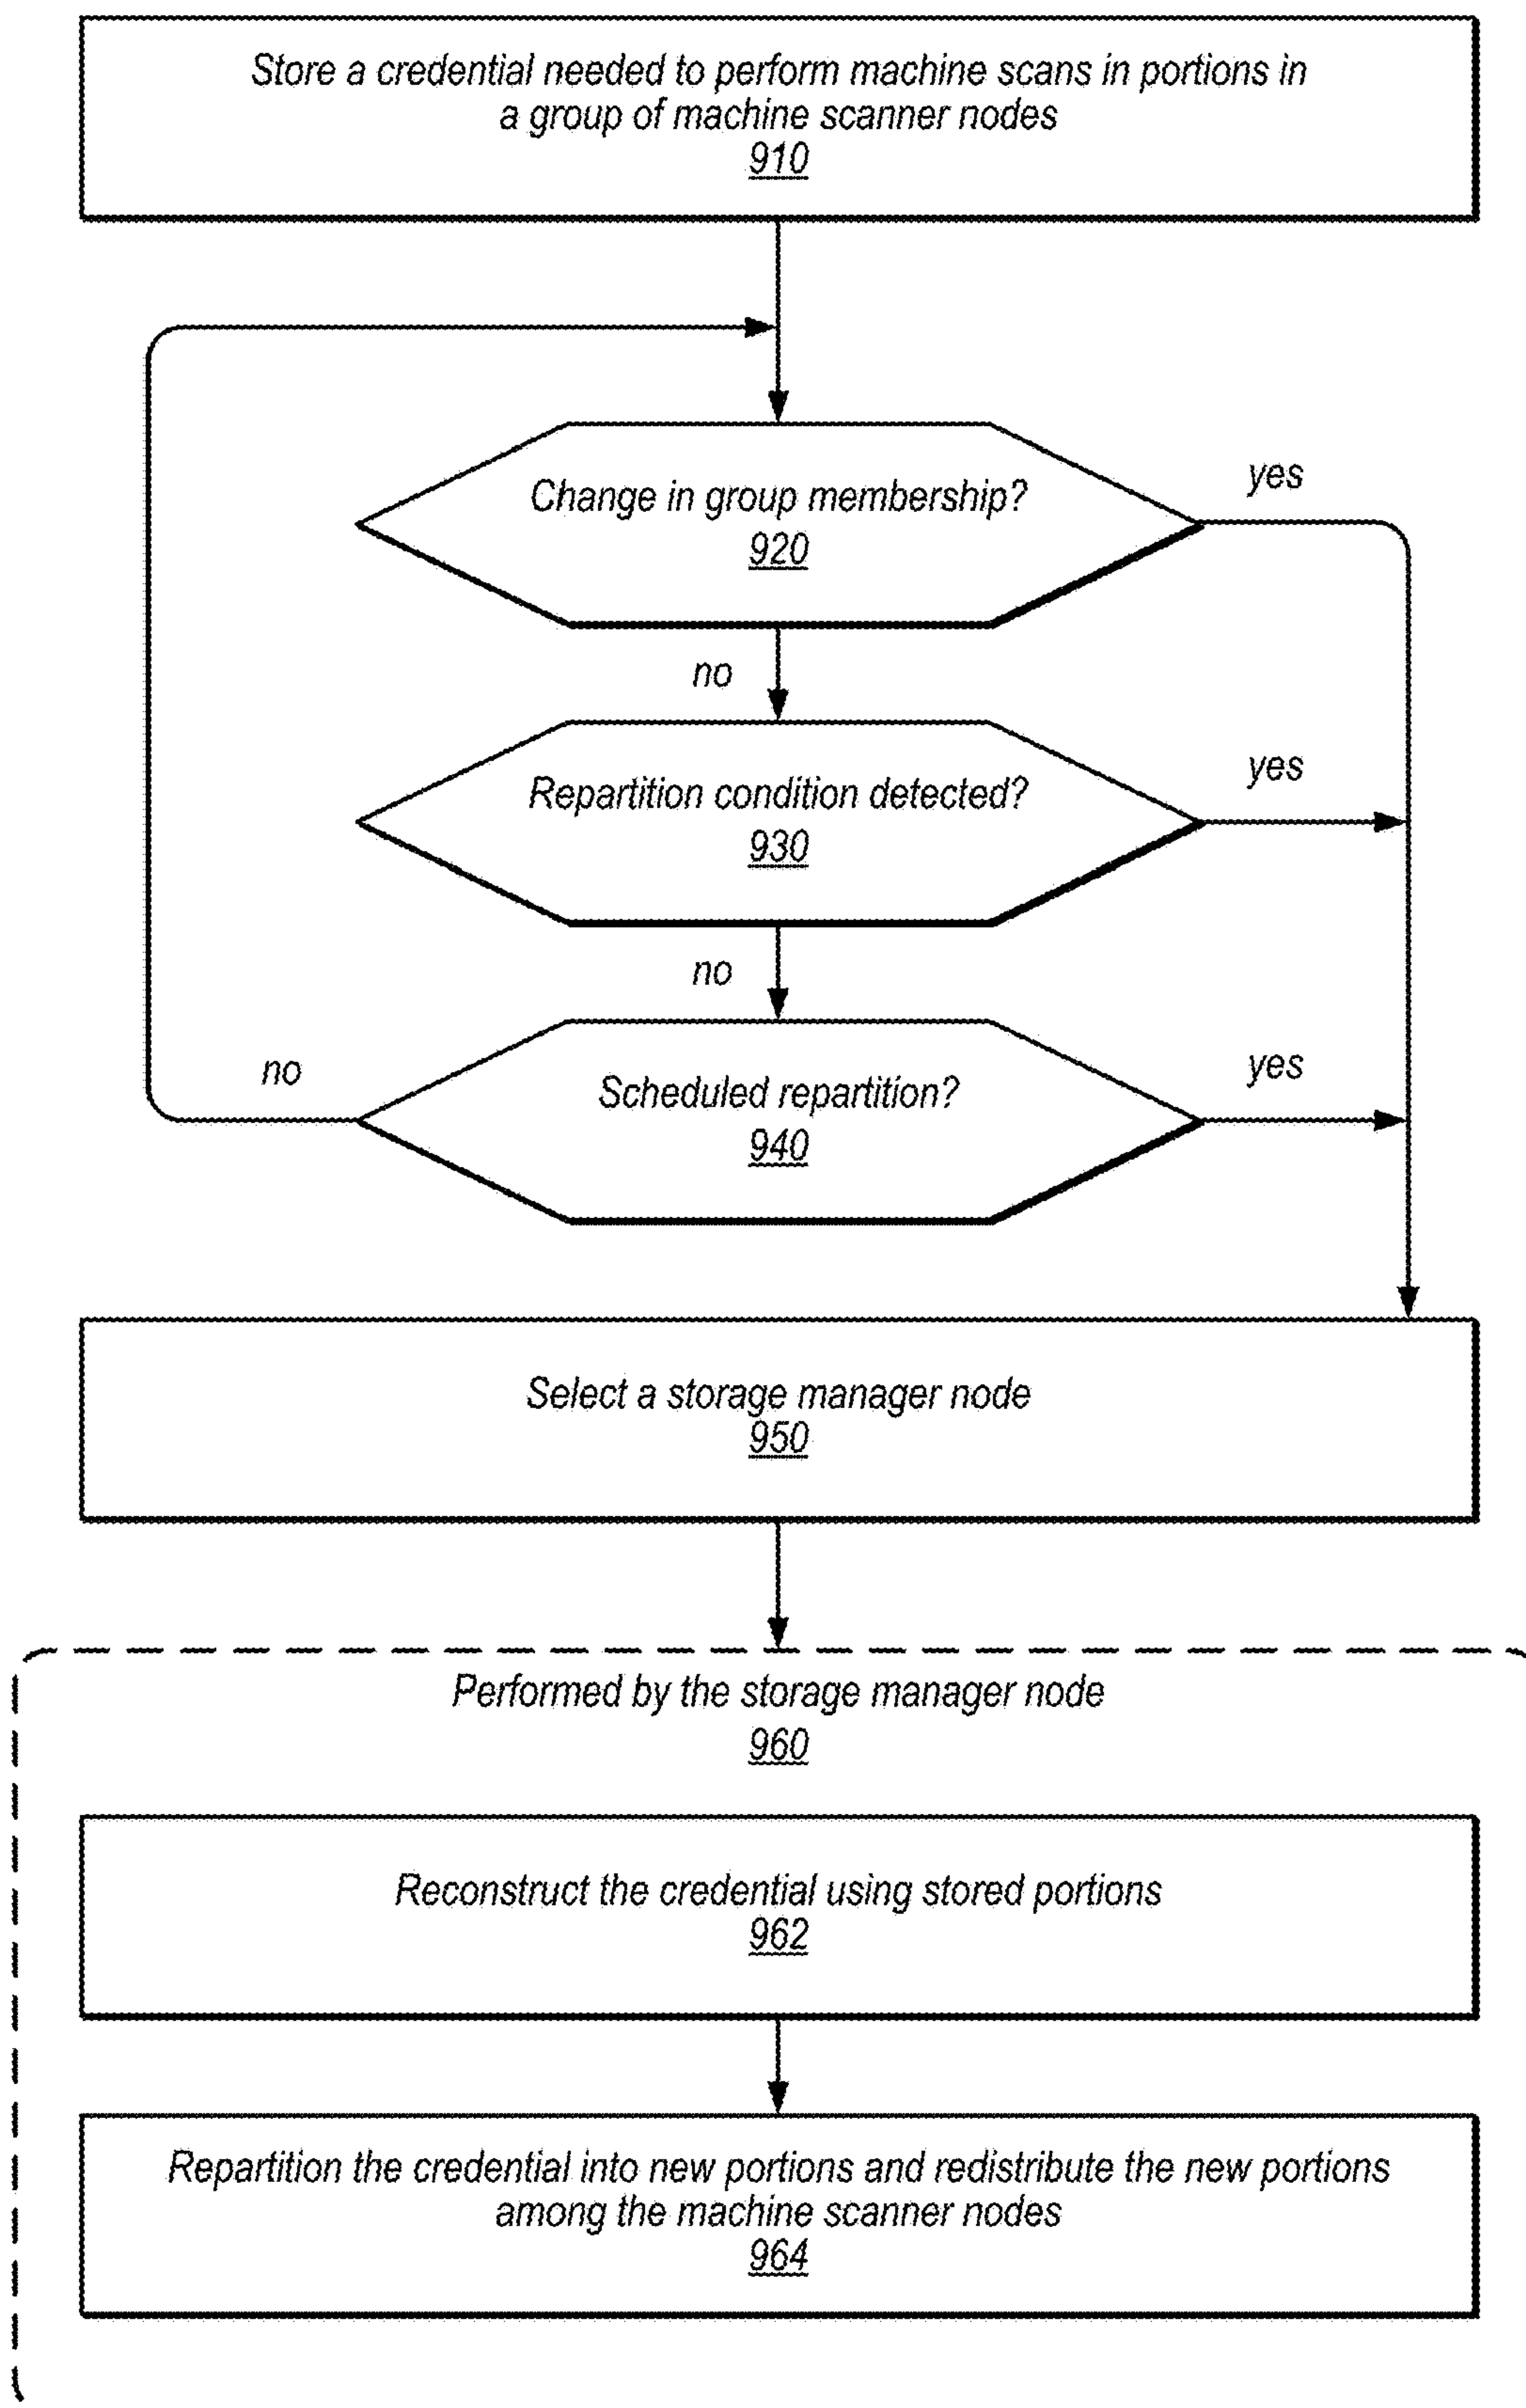 Store a credential needed to perform machine scans in portions in
a group of machine scanner nodes
910
Change in group membership?
920
yes
no
Repartition condition detected?
930
yes
no
Scheduled repartition?
940
no
yes
Select a storage manager node
950
Performed by the storage manager node
960
Reconstruct the credential using stored portions
962
Repartition the credential into new portions and redistribute the new portions
among the machine scanner nodes
964